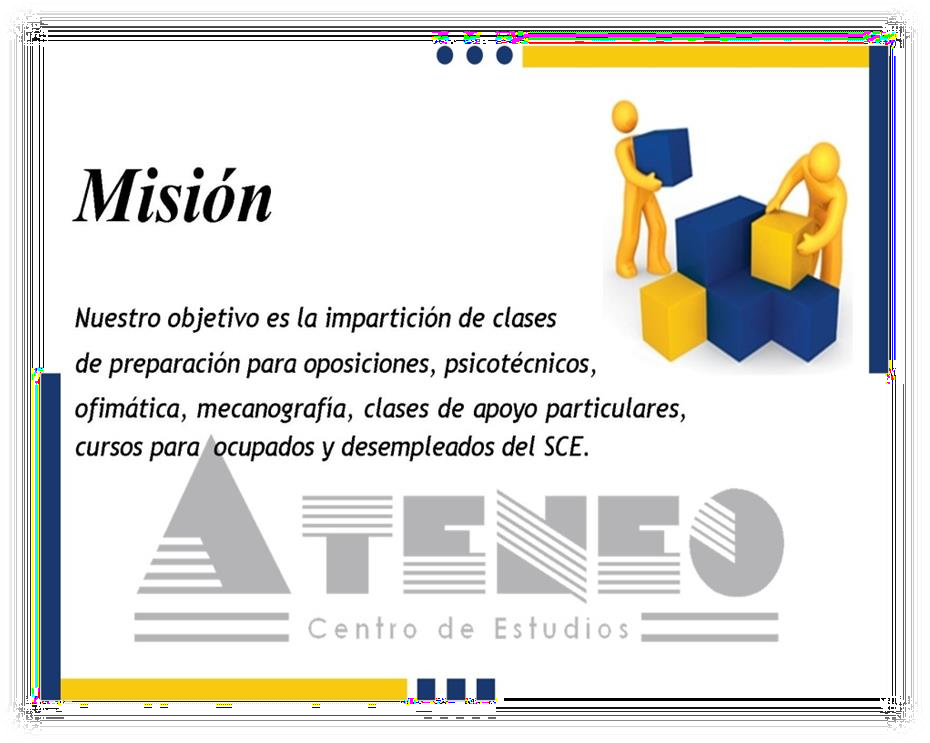 Misión
Nuestro objetivo es la impartición de clases
de preparación para oposiciones, psicotécnicos,
ofimática, mecanografía, clases de apoyo particulares,
cursos para ocupados y desempleados del SCE.
ATENEO
Centro de Estudios